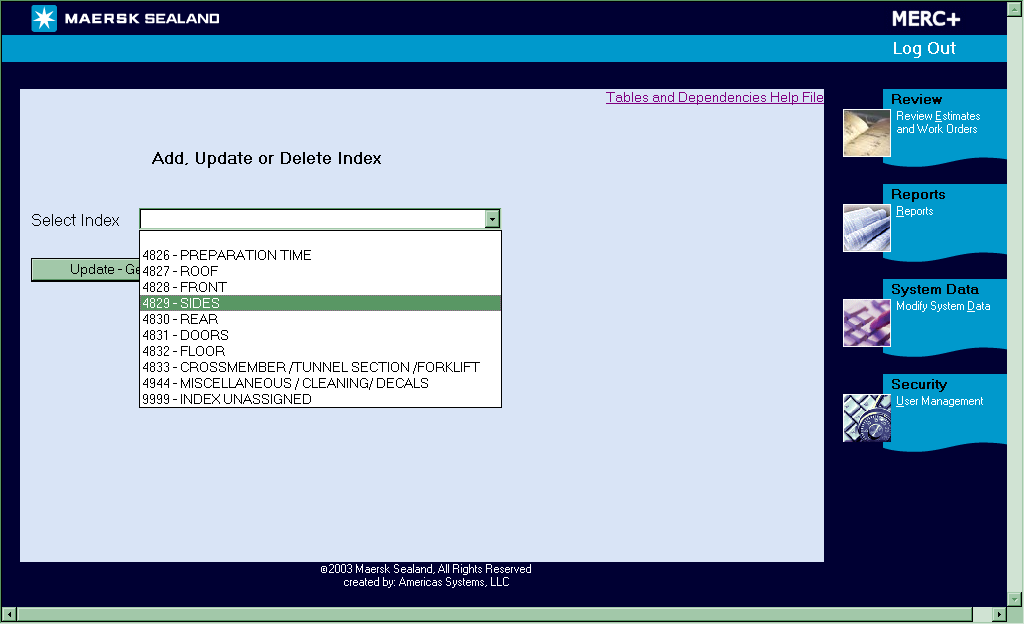 MAERSK SEALAND
MERC+
Log Out
Tables and Dependencies Help File
Add, Update or Delete Index
Select Index
Update - Ge
4826 - PREPARATION TIME
4827 - ROOF
4828 - FRONT
4829 - SIDES
4830 - REAR
4831 - DOORS
4832 - FLOOR
4833 - CROSSMEMBER /TUNNEL SECTION /FORKLIFT
4944 - MISCELLANEOUS / CLEANING/ DECALS
9999 - INDEX UNASSIGNED
Review
Review Estimates
and Work Orders
Reports
Reports
System Data
Modify System Data
Security
User Management
©2003 Maersk Sealand, All Rights Reserved
created by: Americas Systems, LLC